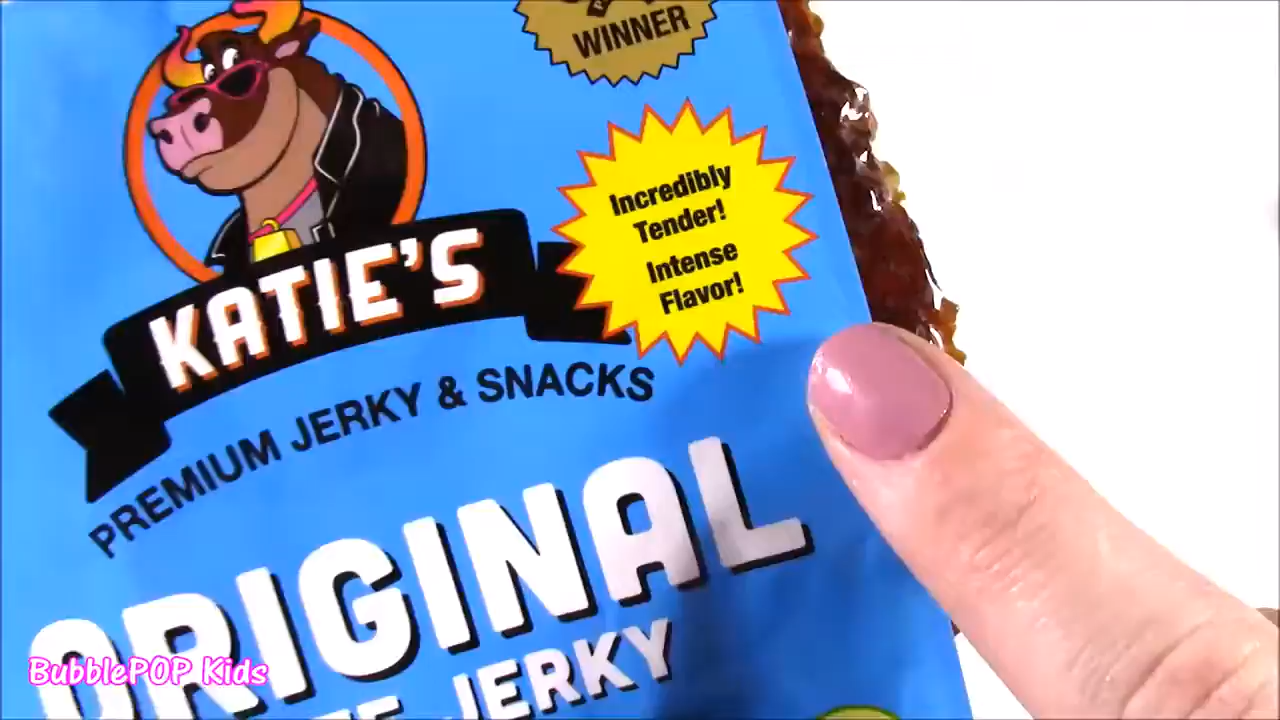 WINNER
Incredibly
Tender!
Intense
Flavor!
KATIE'S
PREMIUM JERKY & SNACKS
ORIGINAL
JERKY
BubblePOP Kids